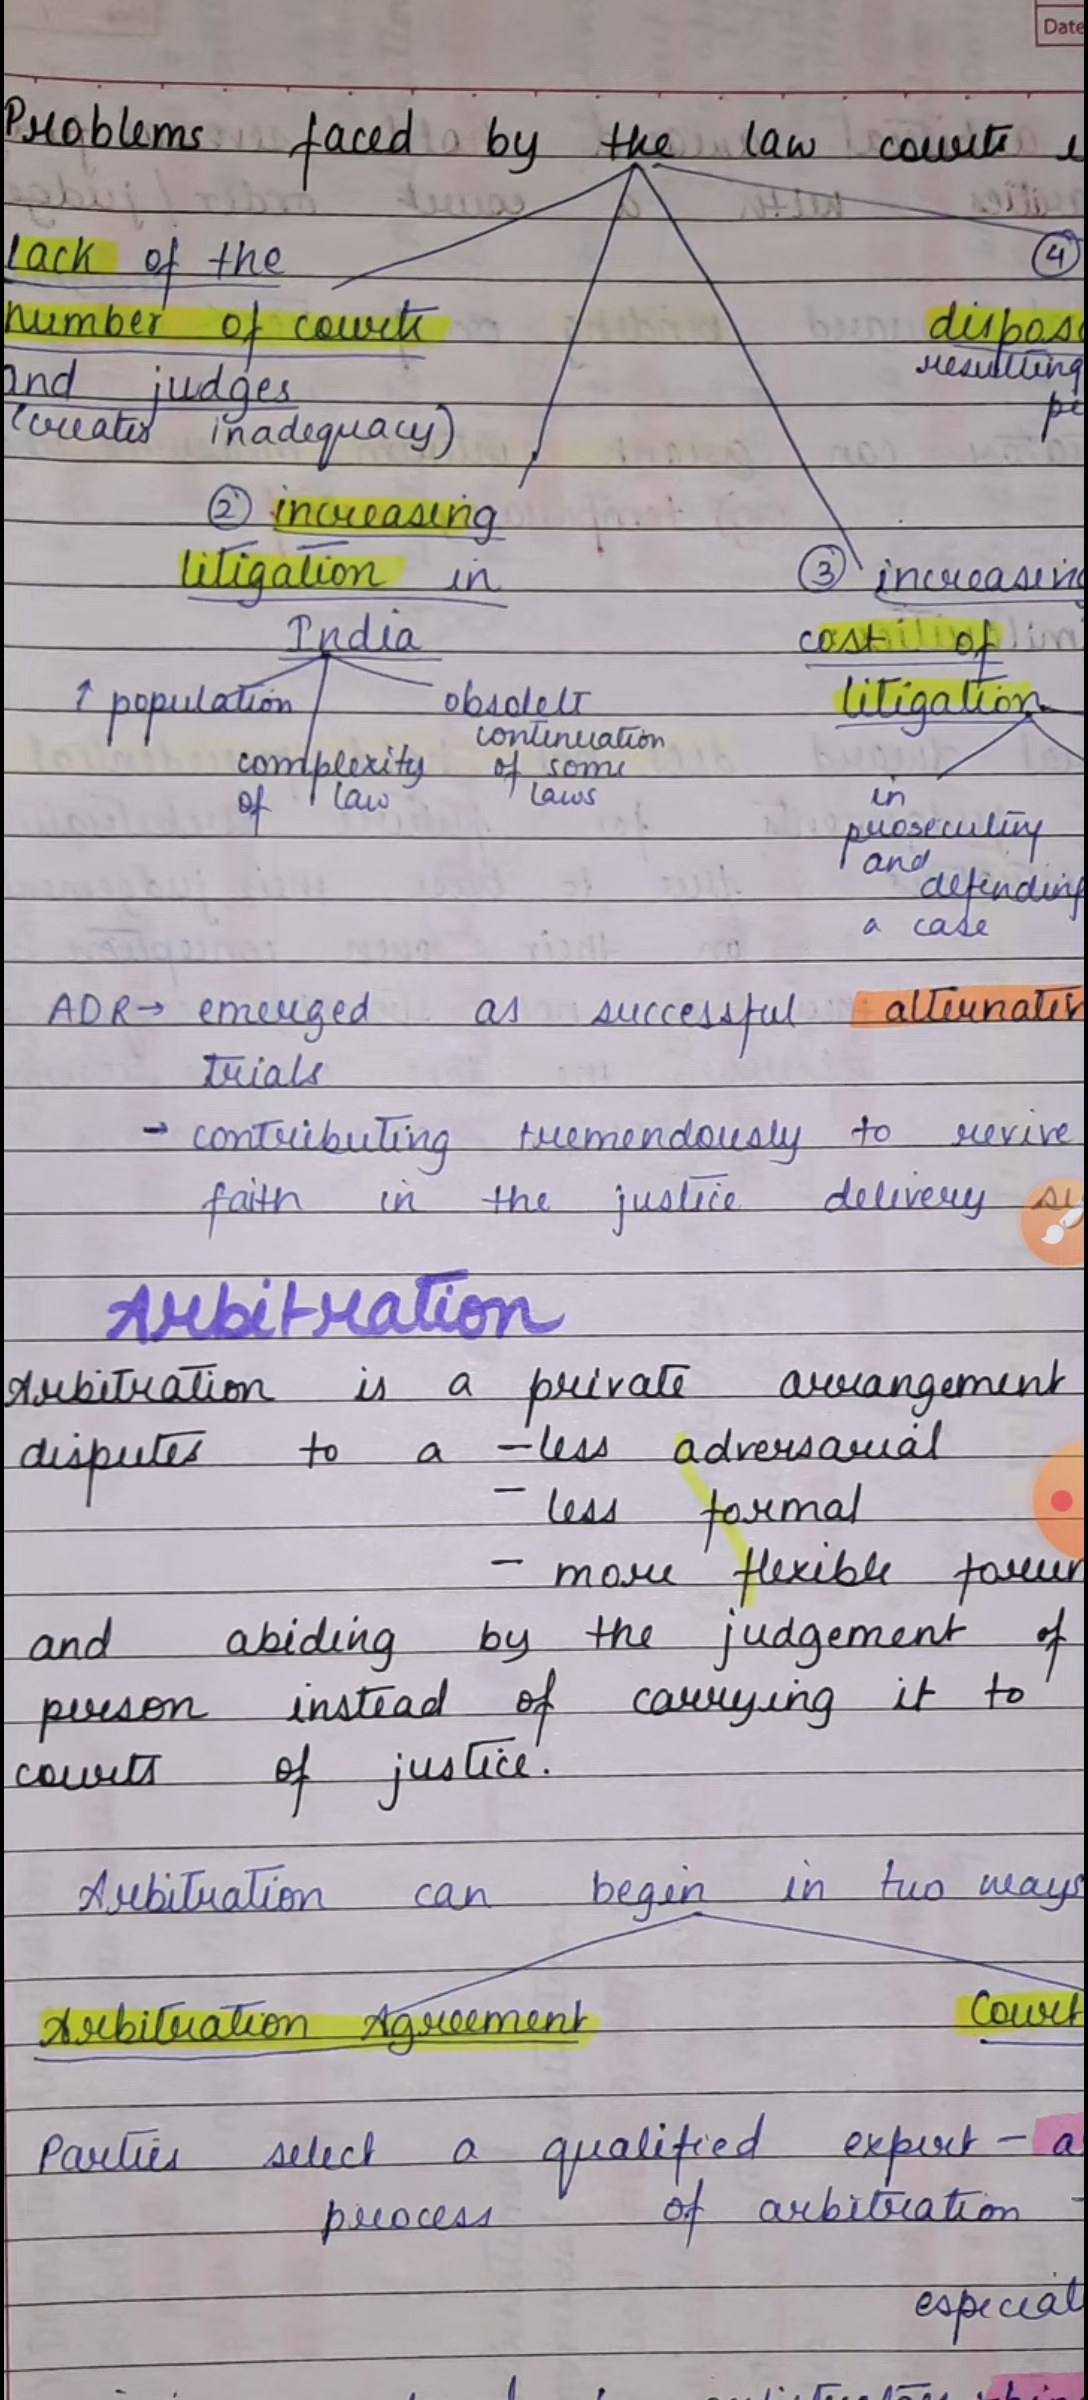 Date
Problems faced by the law courts
lack of the
number of courts
and judges
(creates inadequacy)
④
dispos
resulting
pe
② increasing
litigation in
India
↑ population
complexity
of law
obsolete
continuation
of some
laws
③ increasing
cost of
litigation
in
prosecuting
and
defending
a case
ADR → emerged as successful alternativ
trials
→ contributing tremendously to revive
faith in the justice delivery sy
Arbitration
Arbitration is a private arrangement
disputes to a - less adversarial
- less formal
- more flexible forum
and abiding by the judgement of
person instead of carrying it to
courts of justice.
Arbitration can begin in two ways
Arbitration Agreement
Court
Parties select a qualified expert - a
process of arbitration -
especial